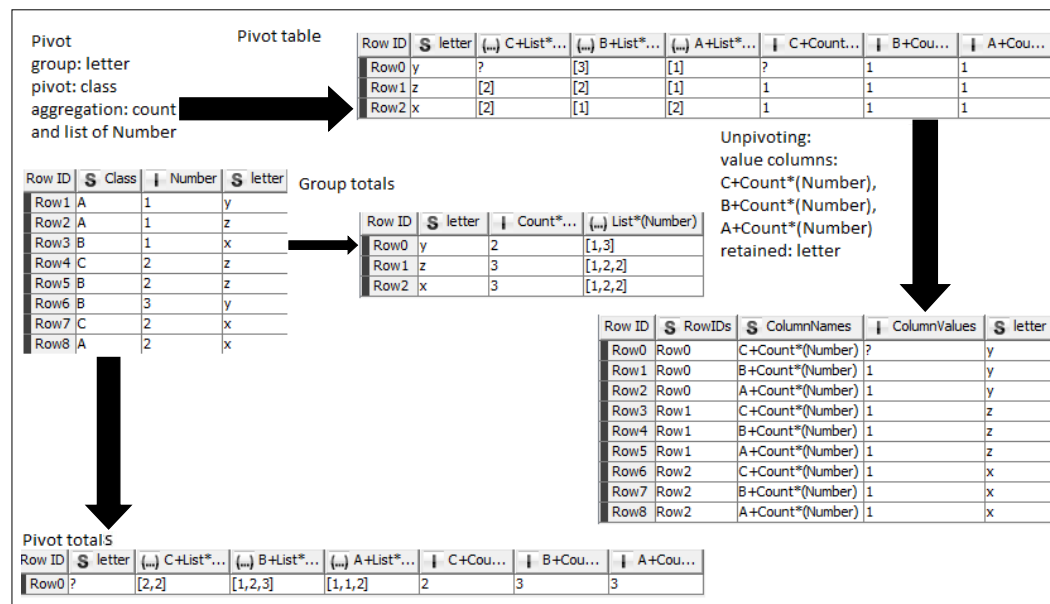 Pivot
group: letter
pivot: class
aggregation: count
and list of Number
Pivot table
Row ID S letter (...) C+List*... (...) B+List*... (...) A+List*... I C+Count... I B+Cou... I A+Cou...
Row0 y ? [3] [1] ? 1 1
Row1 z [2] [2] [1] 1 1 1
Row2 x [2] [1] [2] 1 1 1
Unpivoting:
value columns:
C+Count*(Number),
B+Count*(Number),
A+Count*(Number)
retained: letter
Row ID S Class I Number S letter
Row1 A 1 y
Row2 A 1 z
Row3 B 1 x
Row4 C 2 z
Row5 B 2 z
Row6 B 3 y
Row7 C 2 x
Row8 A 2 x
Group totals
Row ID S letter I Count*... (...) List*(Number)
Row0 y 2 [1,3]
Row1 z 3 [1,2,2]
Row2 x 3 [1,2,2]
Row ID S RowIDs S ColumnNames I ColumnValues S letter
Row0 Row0 C+Count*(Number) ? y
Row1 Row0 B+Count*(Number) 1 y
Row2 Row0 A+Count*(Number) 1 y
Row3 Row1 C+Count*(Number) 1 z
Row4 Row1 B+Count*(Number) 1 z
Row5 Row1 A+Count*(Number) 1 z
Row6 Row2 C+Count*(Number) 1 x
Row7 Row2 B+Count*(Number) 1 x
Row8 Row2 A+Count*(Number) 1 x
Pivot totals
Row ID S letter (...) C+List*... (...) B+List*... (...) A+List*... I C+Cou... I B+Cou... I A+Cou...
Row0 ? [2,2] [1,2,3] [1,1,2] 2 3 3